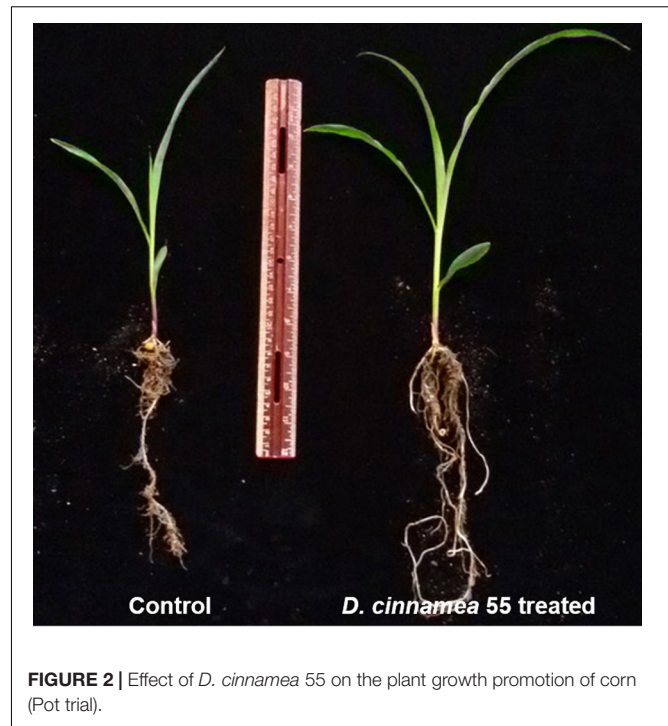 Control
D. cinnamea 55 treated
FIGURE 2 | Effect of D. cinnamea 55 on the plant growth promotion of corn
(Pot trial).